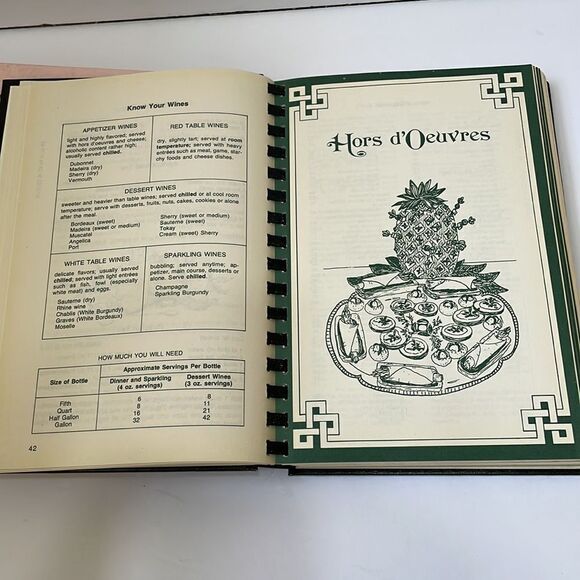 Know Your Wines
APPETIZER WINES
light and highly flavored; served
with hors d'oeuvres and cheese;
alcoholic content rather high;
usually served chilled.
Dubonnet
Madeira (dry)
Sherry (dry)
Vermouth
RED TABLE WINES
dry, slightly tart; served at room
temperature; served with heavy
entrées such as meat, game, star-
chy foods and cheese dishes.
DESSERT WINES
sweeter and heavier than table wines; served chilled or al cool room
temperature; serve with desserts, fruits, nuts, cakes, cookies or alone
after the meal.
Bordeaux (sweet)
Madeira (sweet or medium)
Muscatel
Angelica
Port
Sherry (sweet or medium)
Sauterne (sweet)
Tokay
Cream (sweet) Sherry
WHITE TABLE WINES
delicate flavors; usually served
chilled; served with light entrées
such as fish, fowl (especially
white meat) and eggs.
Sauterne (dry)
Rhine wine
Chablis (White Burgundy)
Graves (White Bordeaux)
Moselle
SPARKLING WINES
bubbling; served anytime; ap-
petizer, main course, desserts or
alone. Serve chilled.
Champagne
Sparkling Burgundy
HOW MUCH YOU WILL NEED
Approximate Servings Per Bottle
Size of Bottle Dinner and Sparkling Dessert Wines
(4 oz. servings) (3 oz. servings)
Fifth 6 8
Quart 8 11
Half Gallon 16 21
Gallon 32 42
42
Hors d'Oeuvres